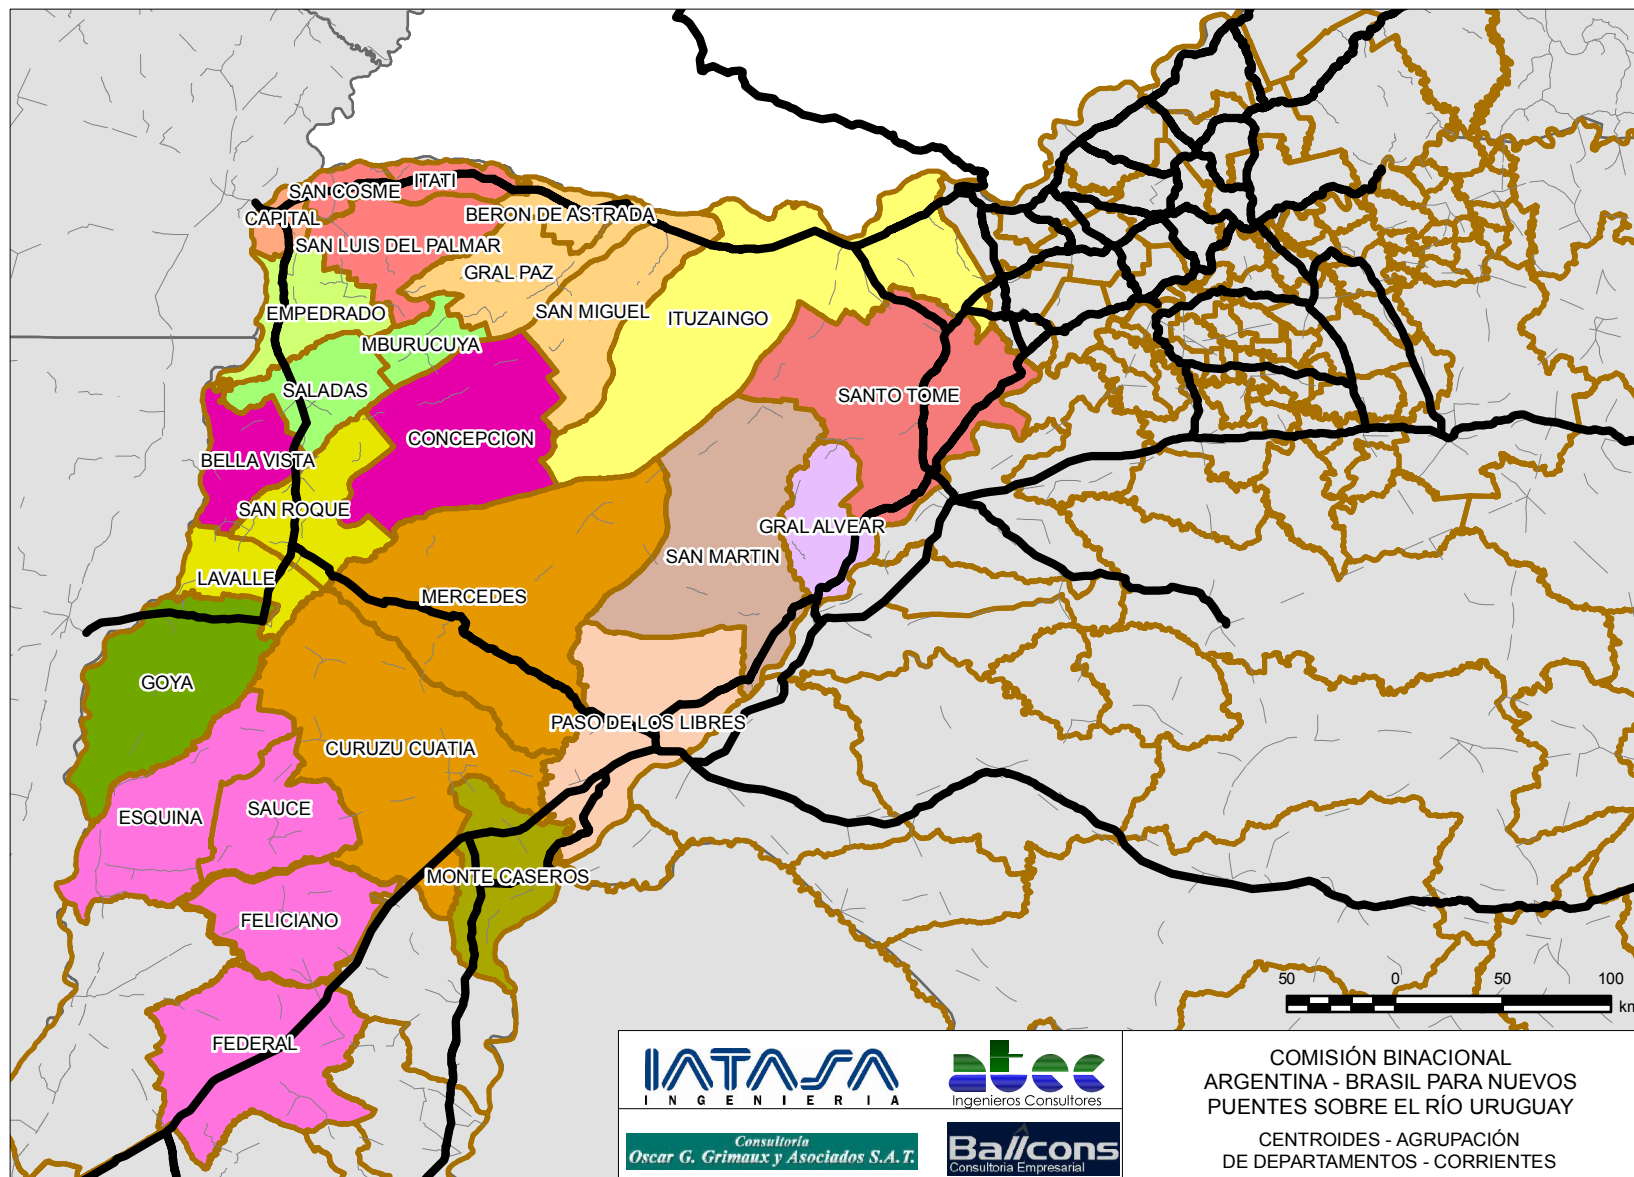 ITATI
SAN COSME
CAPITAL
BERON DE ASTRADA
SAN LUIS DEL PALMAR
GRAL PAZ
SAN MIGUEL
EMPEDRADO
ITUZAINGO
MBURUCUYA
SALADAS
SANTO TOME
CONCEPCION
BELLA VISTA
SAN ROQUE
GRAL ALVEAR
SAN MARTIN
LAVALLE
MERCEDES
GOYA
PASO DE LOS LIBRES
CURUZU CUATIA
SAUCE
ESQUINA
MONTE CASEROS
FELICIANO
FEDERAL
50 0 50 100
km
IATASA
INGENIERIA
atec
Ingenieros Consultores
Consultoría
Oscar G. Grimaux y Asociados S.A.T.
Ballcons
Consultoría Empresarial
COMISIÓN BINACIONAL
ARGENTINA - BRASIL PARA NUEVOS
PUENTES SOBRE EL RÍO URUGUAY
CENTROIDES - AGRUPACIÓN
DE DEPARTAMENTOS - CORRIENTES